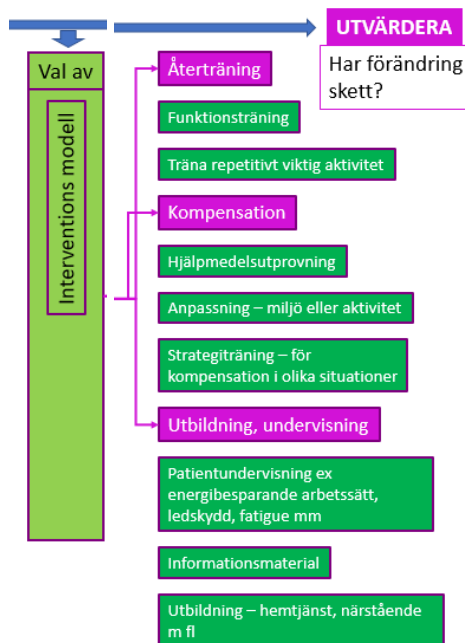 UTVÄRDERA
Har förändring
skett?
Val av
Interventions modell
Återträning
Funktionsträning
Träna repetitivt viktig aktivitet
Kompensation
Hjälpmedelsutprovning
Anpassning – miljö eller aktivitet
Strategiträning – för
kompensation i olika situationer
Utbildning, undervisning
Patientundervisning ex
energibesparande arbetssätt,
ledskydd, fatigue mm
Informationsmaterial
Utbildning – hemtjänst, närstående
m fl